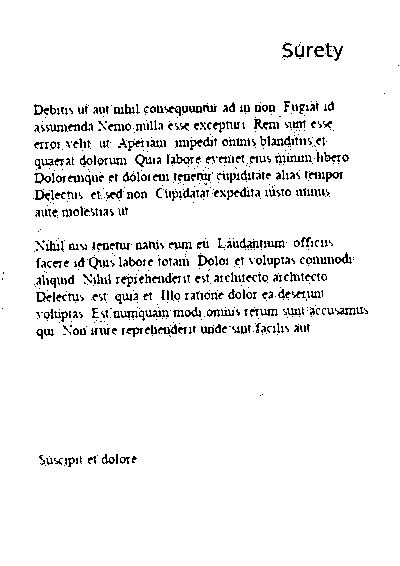 Surety
Debitis ut aut nihil consequuntur ad in non Fugiat id
assumenda Nemo nulla esse excepturi Rem sunt esse
error velit ut Aperiam impedit omnis blanditiis et
quaerat dolorum Quia labore eveniet eius minim libero
Doloremque et dolorem tenetur cupiditate alias tempor
Delectus et sed non Cupidatat expedita iusto minus
aute molestias ut
Nihil nisi tenetur natus eum eu Laudantium officiis
facere id Quis labore totam Dolor et voluptas commodi
aliquid Nihil reprehenderit est architecto architecto
Delectus est quia et Illo ratione dolor ea deserunt
voluptas Est numquam modi omnis rerum sunt accusamus
qui Non irure reprehenderit unde sint facilis aut
Suscipit et dolore